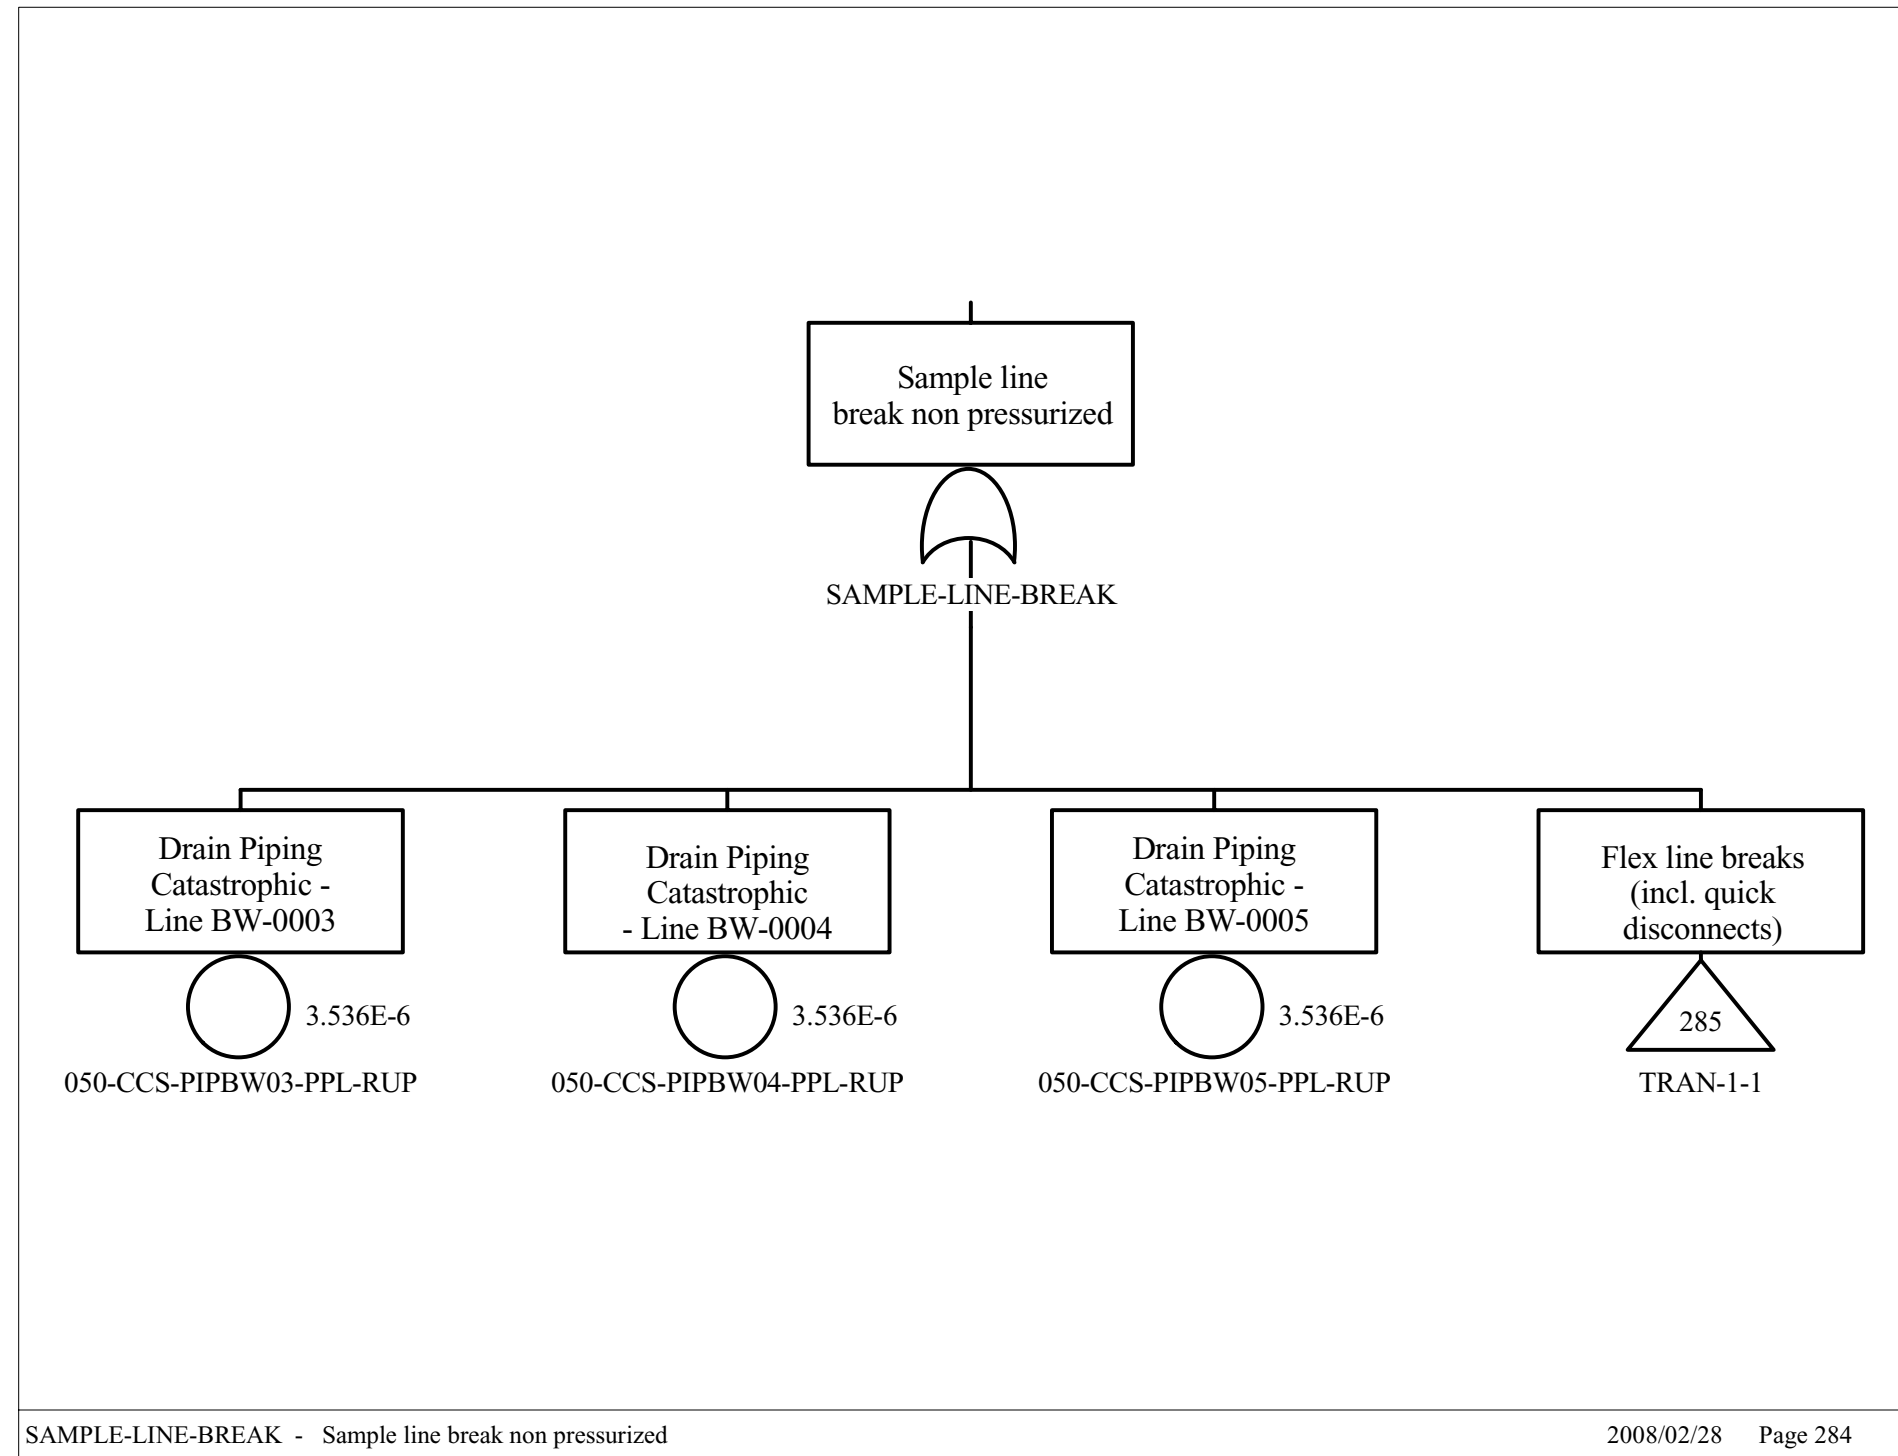 Sample line
break non pressurized
SAMPLE-LINE-BREAK
Drain Piping
Catastrophic -
Line BW-0003
3.536E-6
050-CCS-PIPBW03-PPL-RUP
Drain Piping
Catastrophic
- Line BW-0004
3.536E-6
050-CCS-PIPBW04-PPL-RUP
Drain Piping
Catastrophic -
Line BW-0005
3.536E-6
050-CCS-PIPBW05-PPL-RUP
Flex line breaks
(incl. quick
disconnects)
285
TRAN-1-1
SAMPLE-LINE-BREAK - Sample line break non pressurized 2008/02/28 Page 284